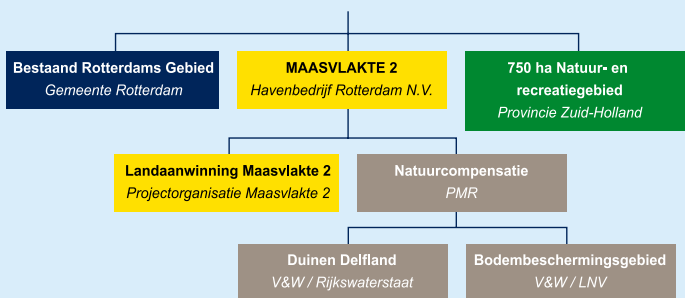 Bestaand Rotterdams Gebied
Gemeente Rotterdam
MAASVLAKTE 2
Havenbedrijf Rotterdam N.V.
750 ha Natuur- en
recreatiegebied
Provincie Zuid-Holland
Landaanwinning Maasvlakte 2
Projectorganisatie Maasvlakte 2
Natuurcompensatie
PMR
Duinen Delfland
V&W / Rijkswaterstaat
Bodembeschermingsgebied
V&W / LNV